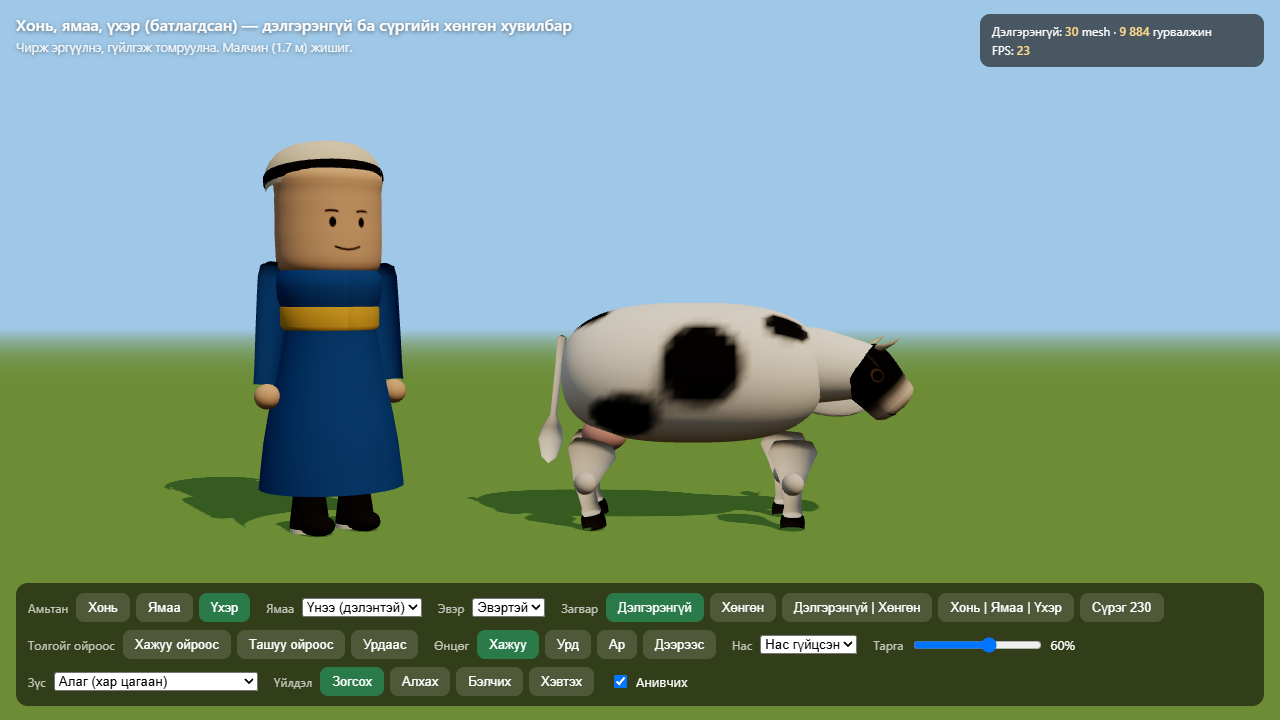 Хонь, ямаа, үхэр (батлагдсан) — дэлгэрэнгүй ба сүргийн хөнгөн хувилбар
Чирж эргүүлнэ, гүйлгэж томруулна. Малчин (1.7 м) жишиг.
Дэлгэрэнгүй: 30 mesh · 9 884 гурвалжин
FPS: 23
Амьтан Хонь Ямаа Үхэр Ямаа Үнээ (дэлэнтэй) Эвэр Эвэртэй Загвар Дэлгэрэнгүй Хөнгөн Дэлгэрэнгүй | Хөнгөн Хонь | Ямаа | Үхэр Сүрэг 230
Толгойг ойроос Хажуу ойроос Ташуу ойроос Урдаас Өнцөг Хажуу Урд Ар Дээрээс Нас Нас гүйцсэн Тарга 60%
Зүс Алаг (хар цагаан) Үйлдэл Зогсох Алхах Бэлчих Хэвтэх Анивчих